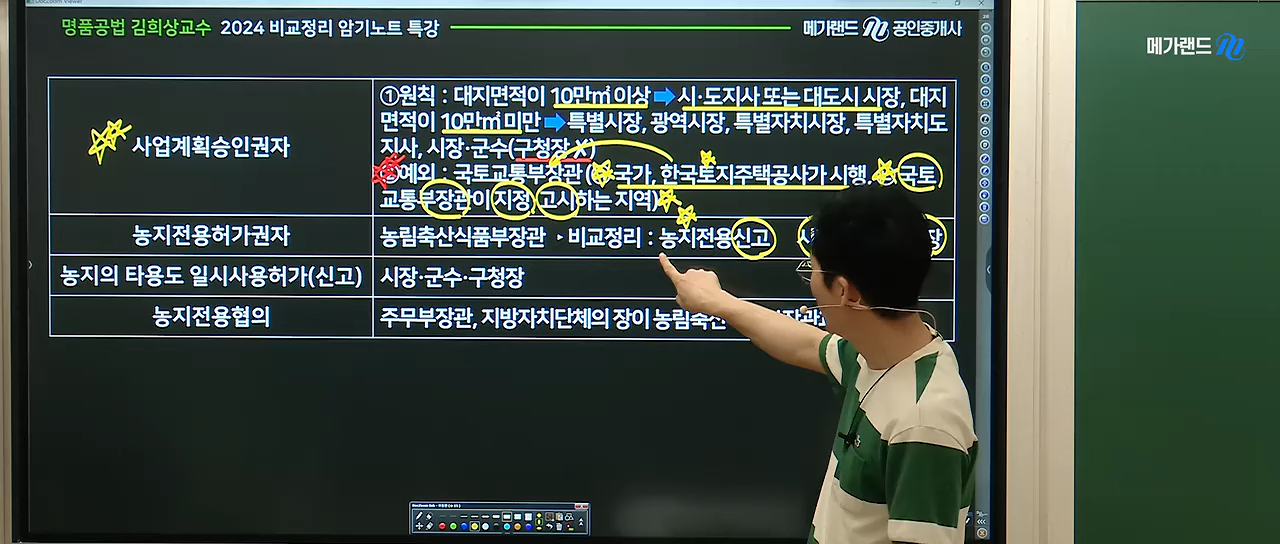 명품공법 김희상교수 2024 비교정리 암기노트 특강
메가랜드 공인중개사
메가랜드
사업계획승인권자
①원칙 : 대지면적이 10만㎡ 이상 ➡ 시·도지사 또는 대도시 시장, 대지
면적이 10만㎡ 미만 ➡ 특별시장, 광역시장, 특별자치시장, 특별자치도
지사, 시장·군수(구청장 X)
②예외 : 국토교통부장관 ( 국가, 한국토지주택공사가 시행, 국토
교통부장관이 지정 고시하는 지역)
농지전용허가권자
농림축산식품부장관 ‣ 비교정리 : 농지전용신고 장
농지의 타용도 일시사용허가(신고)
시장·군수·구청장
농지전용협의
주무부장관, 지방자치단체의 장이 농림축산